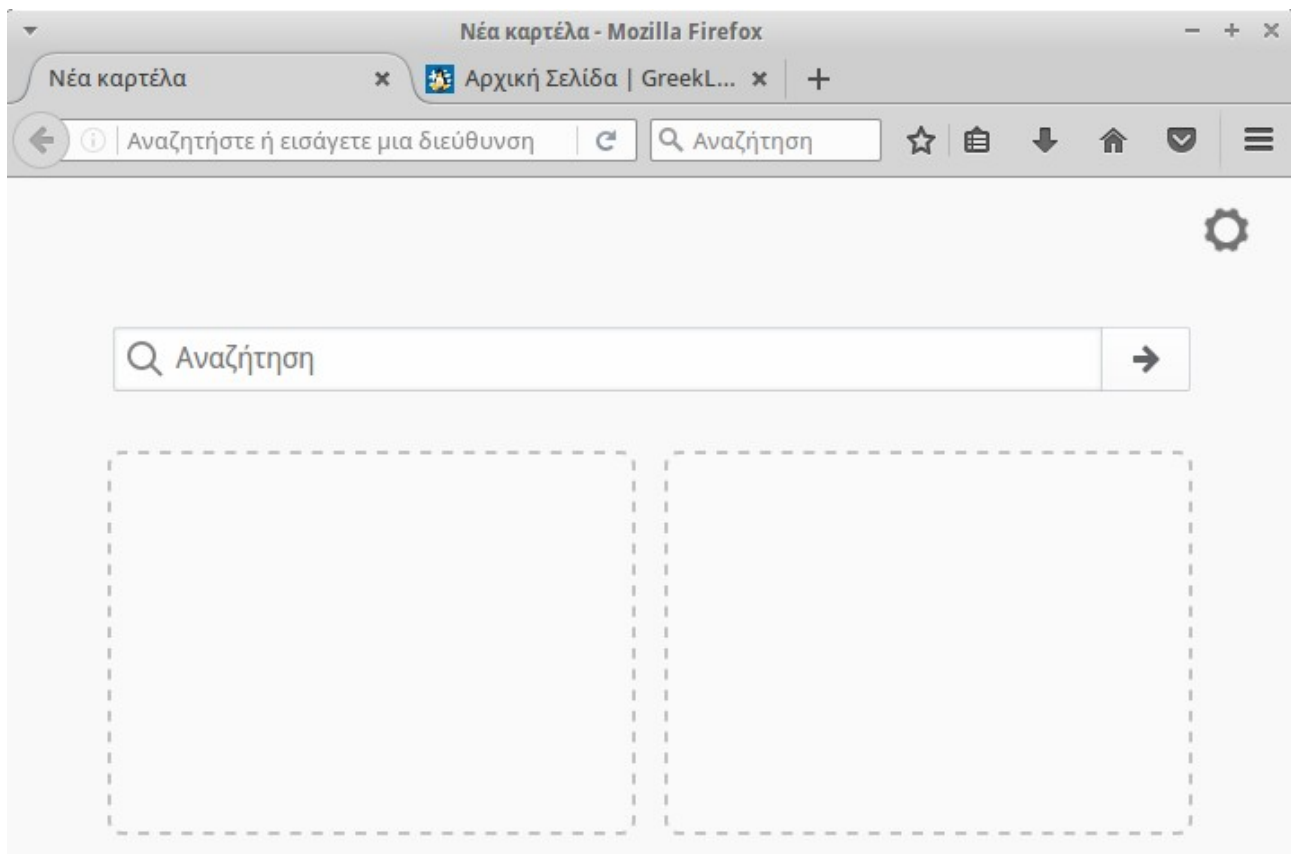 Νέα καρτέλα - Mozilla Firefox
Νέα καρτέλα Αρχική Σελίδα | GreekL...
Αναζητήστε ή εισάγετε μια διεύθυνση Αναζήτηση
Αναζήτηση